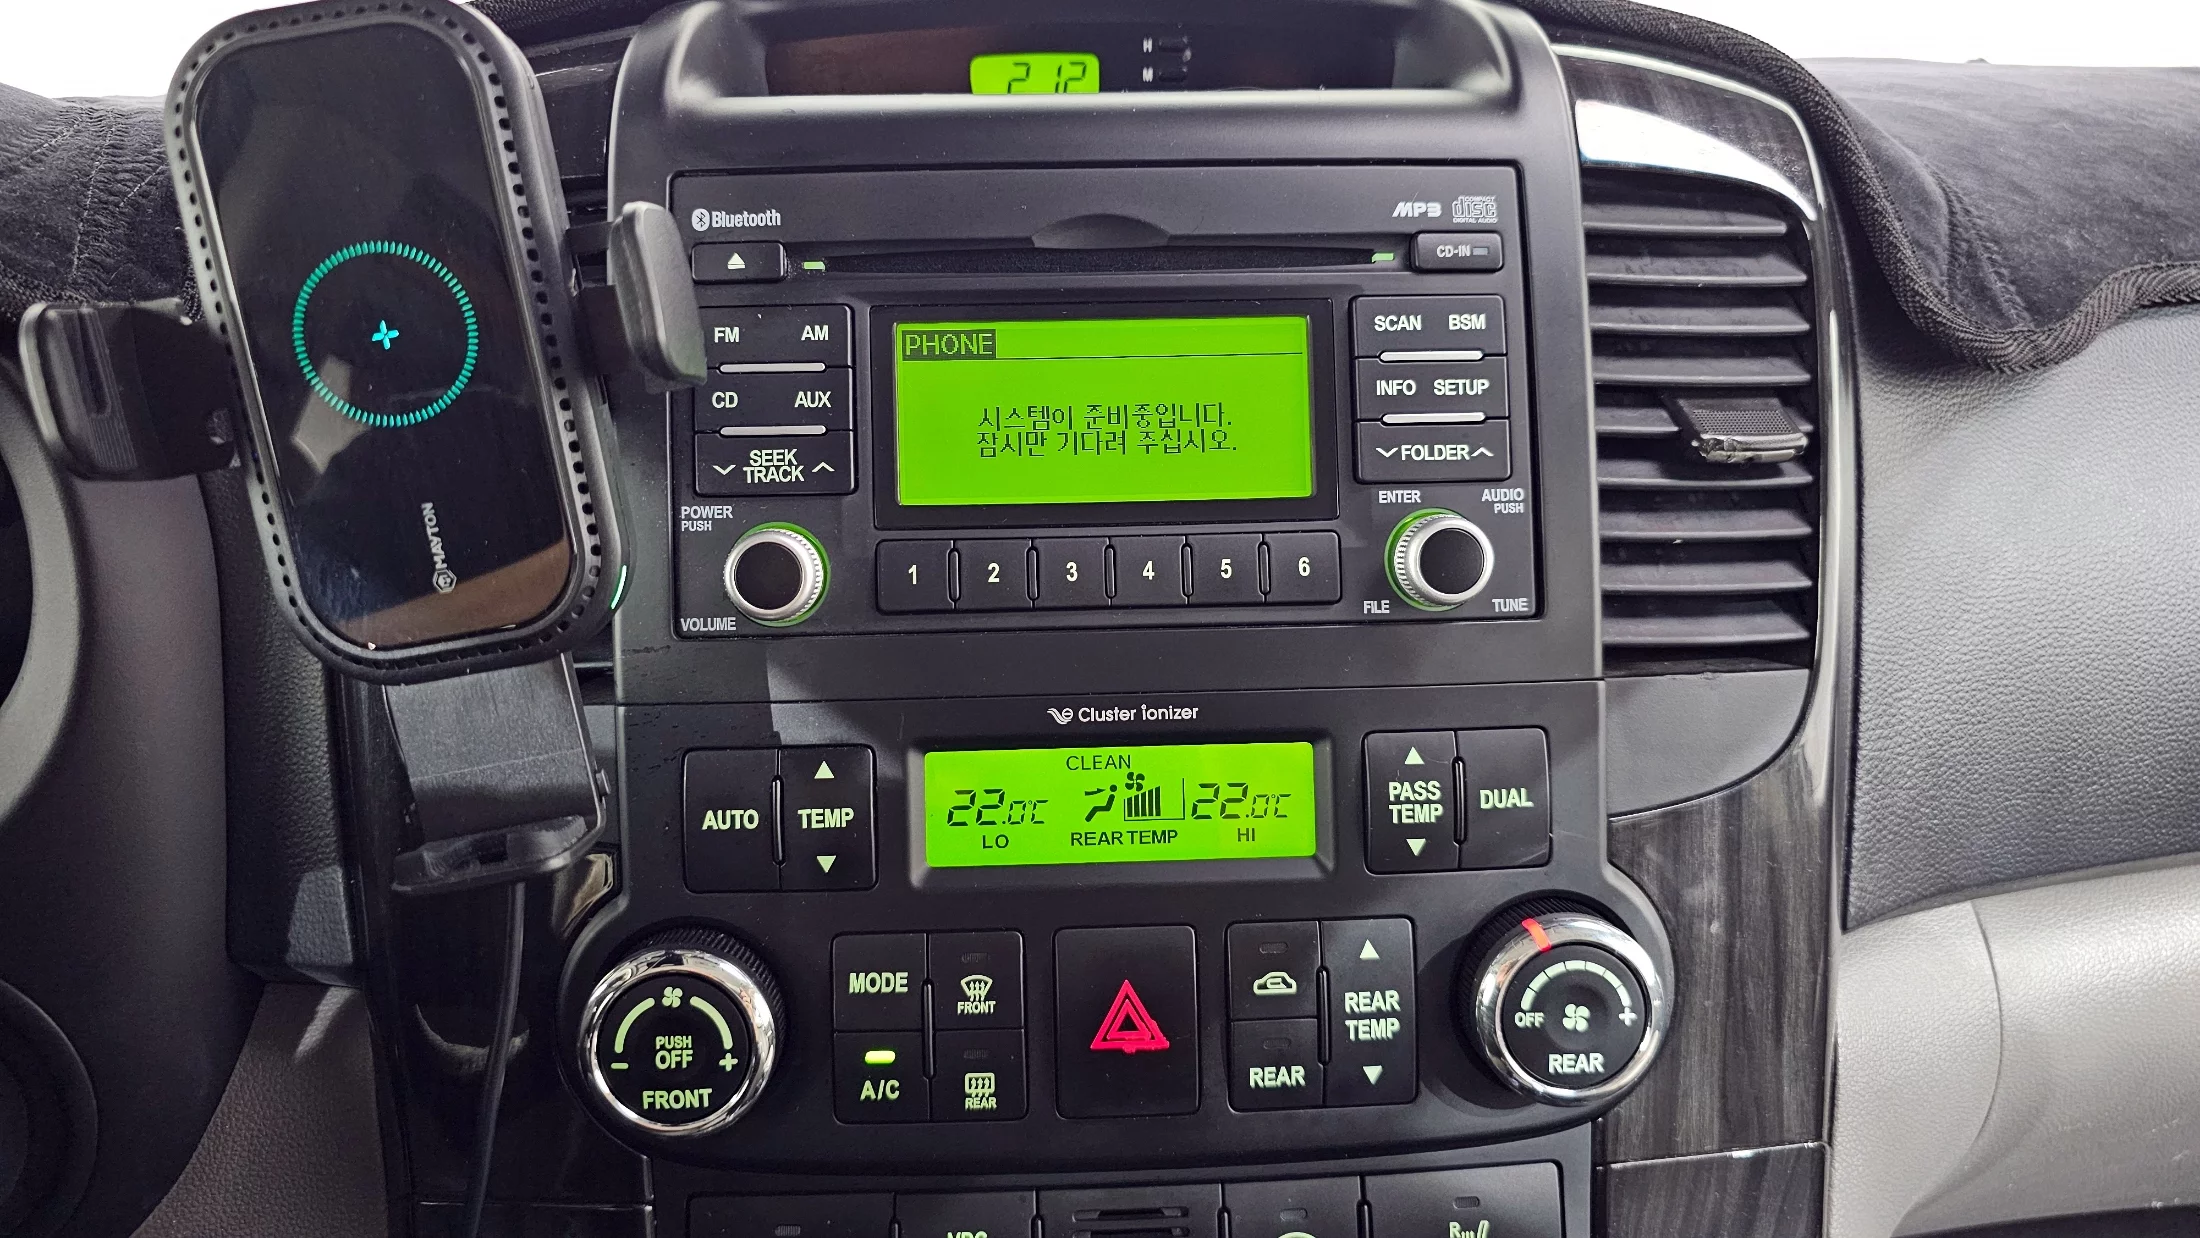 2 12
H
M
Bluetooth
MP3
COMPACT
disc
DIGITAL AUDIO
CD-IN
FM AM
CD AUX
SEEK
TRACK
POWER
PUSH
VOLUME
PHONE
시스템이 준비중입니다.
잠시만 기다려 주십시오.
SCAN BSM
INFO SETUP
FOLDER
ENTER
AUDIO
PUSH
FILE
TUNE
1 2 3 4 5 6
MAVTON
Cluster ionizer
AUTO
TEMP
CLEAN
22.0°C
22.0°C
LO
REAR TEMP
HI
PASS
TEMP
DUAL
PUSH
OFF
- +
FRONT
MODE
FRONT
A/C
REAR
REAR
TEMP
REAR
OFF +
REAR